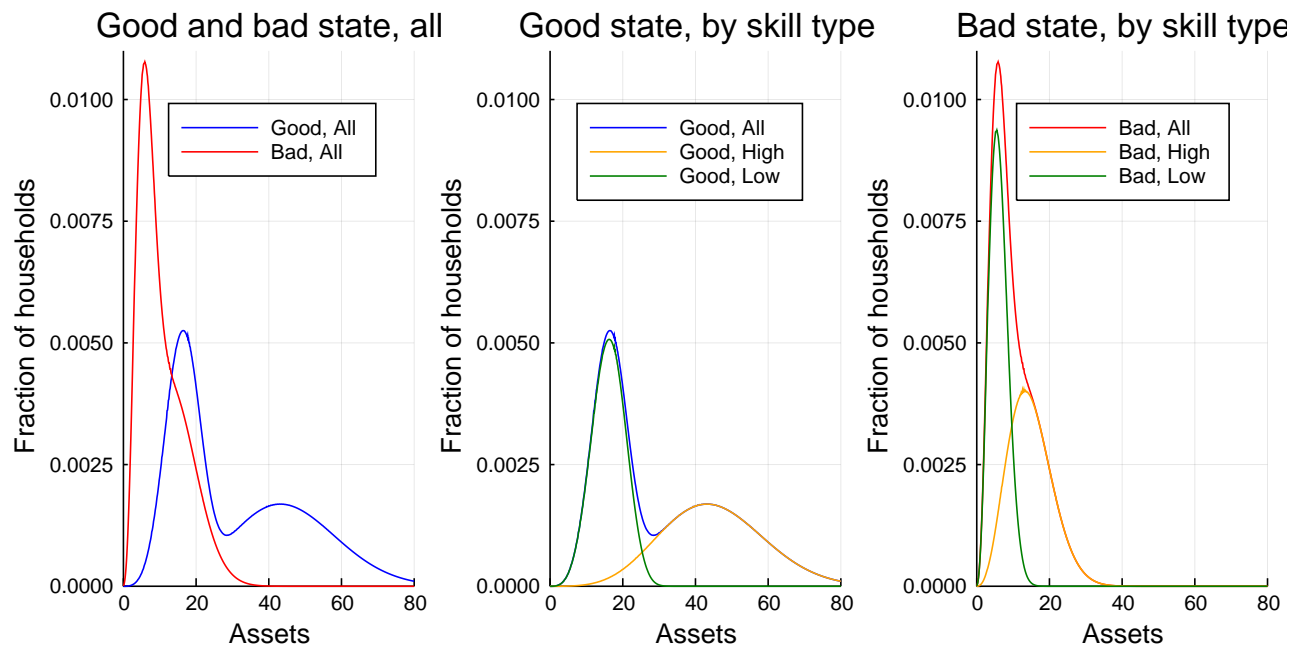 Good and bad state, all
Fraction of households
0.0100
0.0075
0.0050
0.0025
0.0000
Good, All
Bad, All
0 20 40 60 80
Assets
Good state, by skill type
Fraction of households
0.0100
0.0075
0.0050
0.0025
0.0000
Good, All
Good, High
Good, Low
0 20 40 60 80
Assets
Bad state, by skill type
Fraction of households
0.0100
0.0075
0.0050
0.0025
0.0000
Bad, All
Bad, High
Bad, Low
0 20 40 60 80
Assets